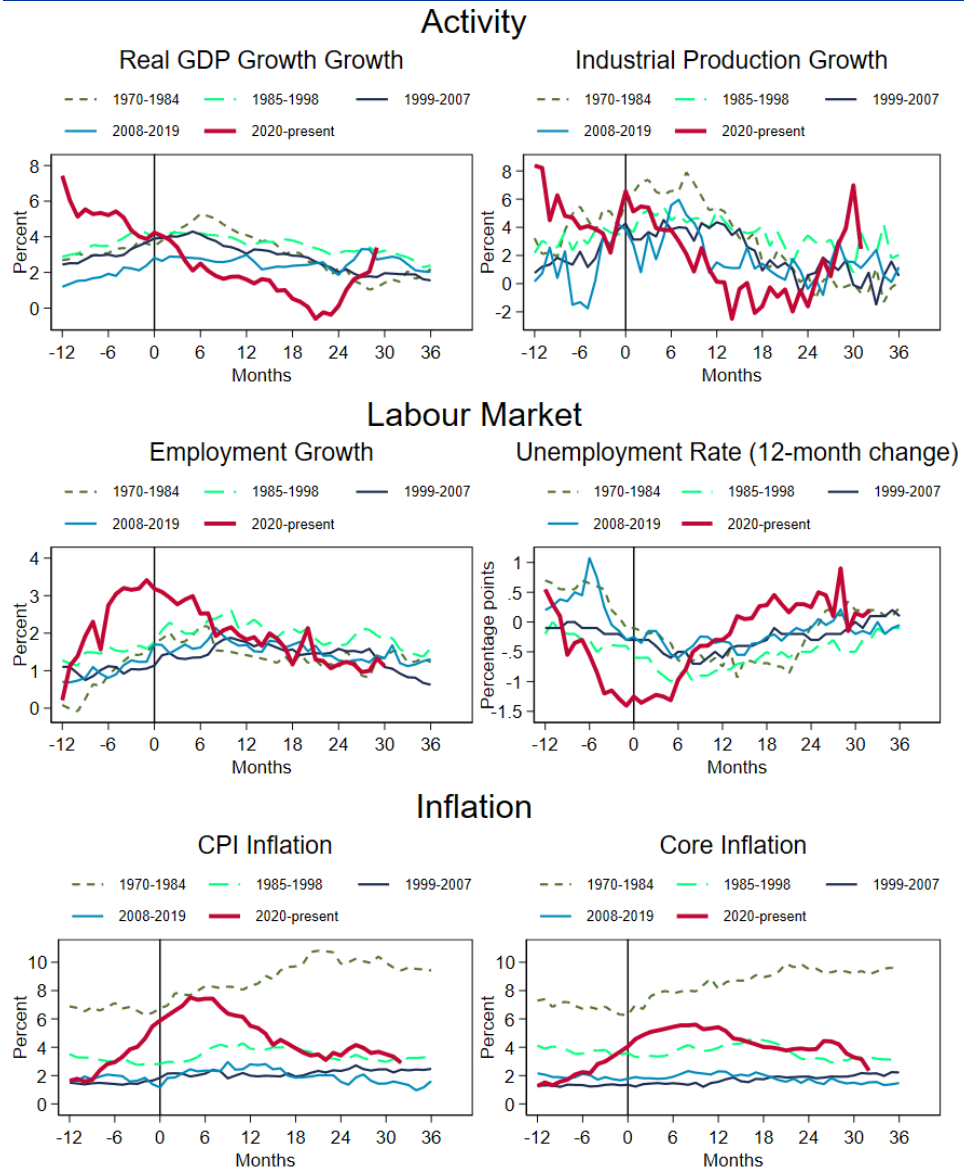 Activity
Real GDP Growth Growth
1970-1984 1985-1998 1999-2007
2008-2019 2020-present
Percent
8
6
4
2
0
-12 -6 0 6 12 18 24 30 36
Months
Industrial Production Growth
1970-1984 1985-1998 1999-2007
2008-2019 2020-present
Percent
8
6
4
2
0
-2
-12 -6 0 6 12 18 24 30 36
Months
Labour Market
Employment Growth
1970-1984 1985-1998 1999-2007
2008-2019 2020-present
Percent
4
3
2
1
0
-12 -6 0 6 12 18 24 30 36
Months
Unemployment Rate (12-month change)
1970-1984 1985-1998 1999-2007
2008-2019 2020-present
Percentage points
1
.5
0
-.5
-1
-1.5
-12 -6 0 6 12 18 24 30 36
Months
Inflation
CPI Inflation
1970-1984 1985-1998 1999-2007
2008-2019 2020-present
Percent
10
8
6
4
2
0
-12 -6 0 6 12 18 24 30 36
Months
Core Inflation
1970-1984 1985-1998 1999-2007
2008-2019 2020-present
Percent
10
8
6
4
2
0
-12 -6 0 6 12 18 24 30 36
Months